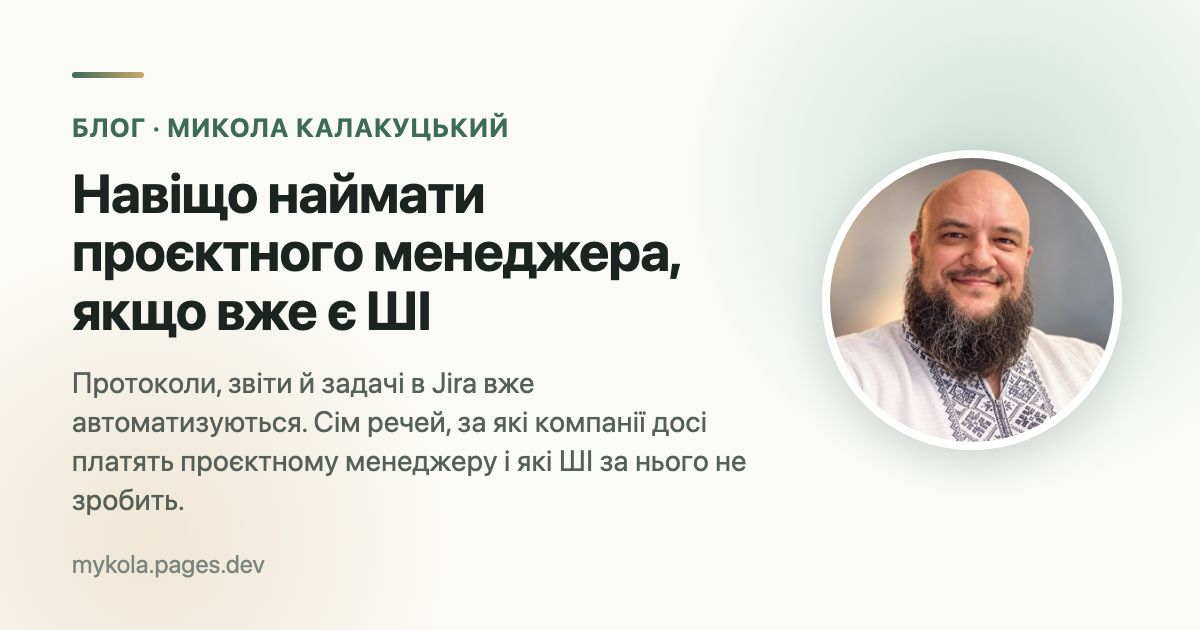 БЛОГ · МИКОЛА КАЛАКУЦЬКИЙ
Навіщо наймати
проєктного менеджера,
якщо вже є ШІ
Протоколи, звіти й задачі в Jira вже
автоматизуються. Сім речей, за які компанії досі
платять проєктному менеджеру і які ШІ за нього не
зробить.
mykola.pages.dev